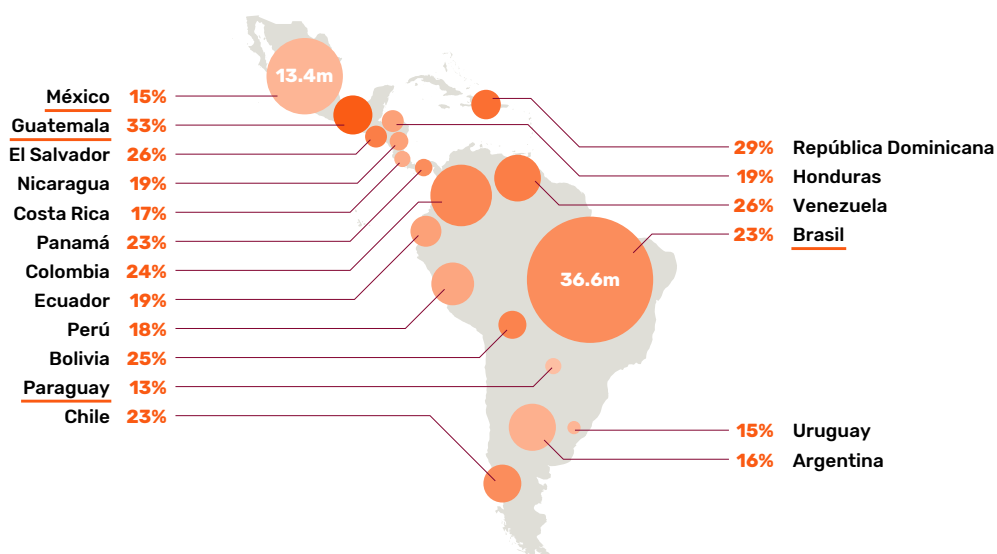 13.4m
México 15%
Guatemala 33%
El Salvador 26%
Nicaragua 19%
Costa Rica 17%
Panamá 23%
Colombia 24%
Ecuador 19%
Perú 18%
Bolivia 25%
Paraguay 13%
Chile 23%
29% República Dominicana
19% Honduras
26% Venezuela
23% Brasil
36.6m
15% Uruguay
16% Argentina